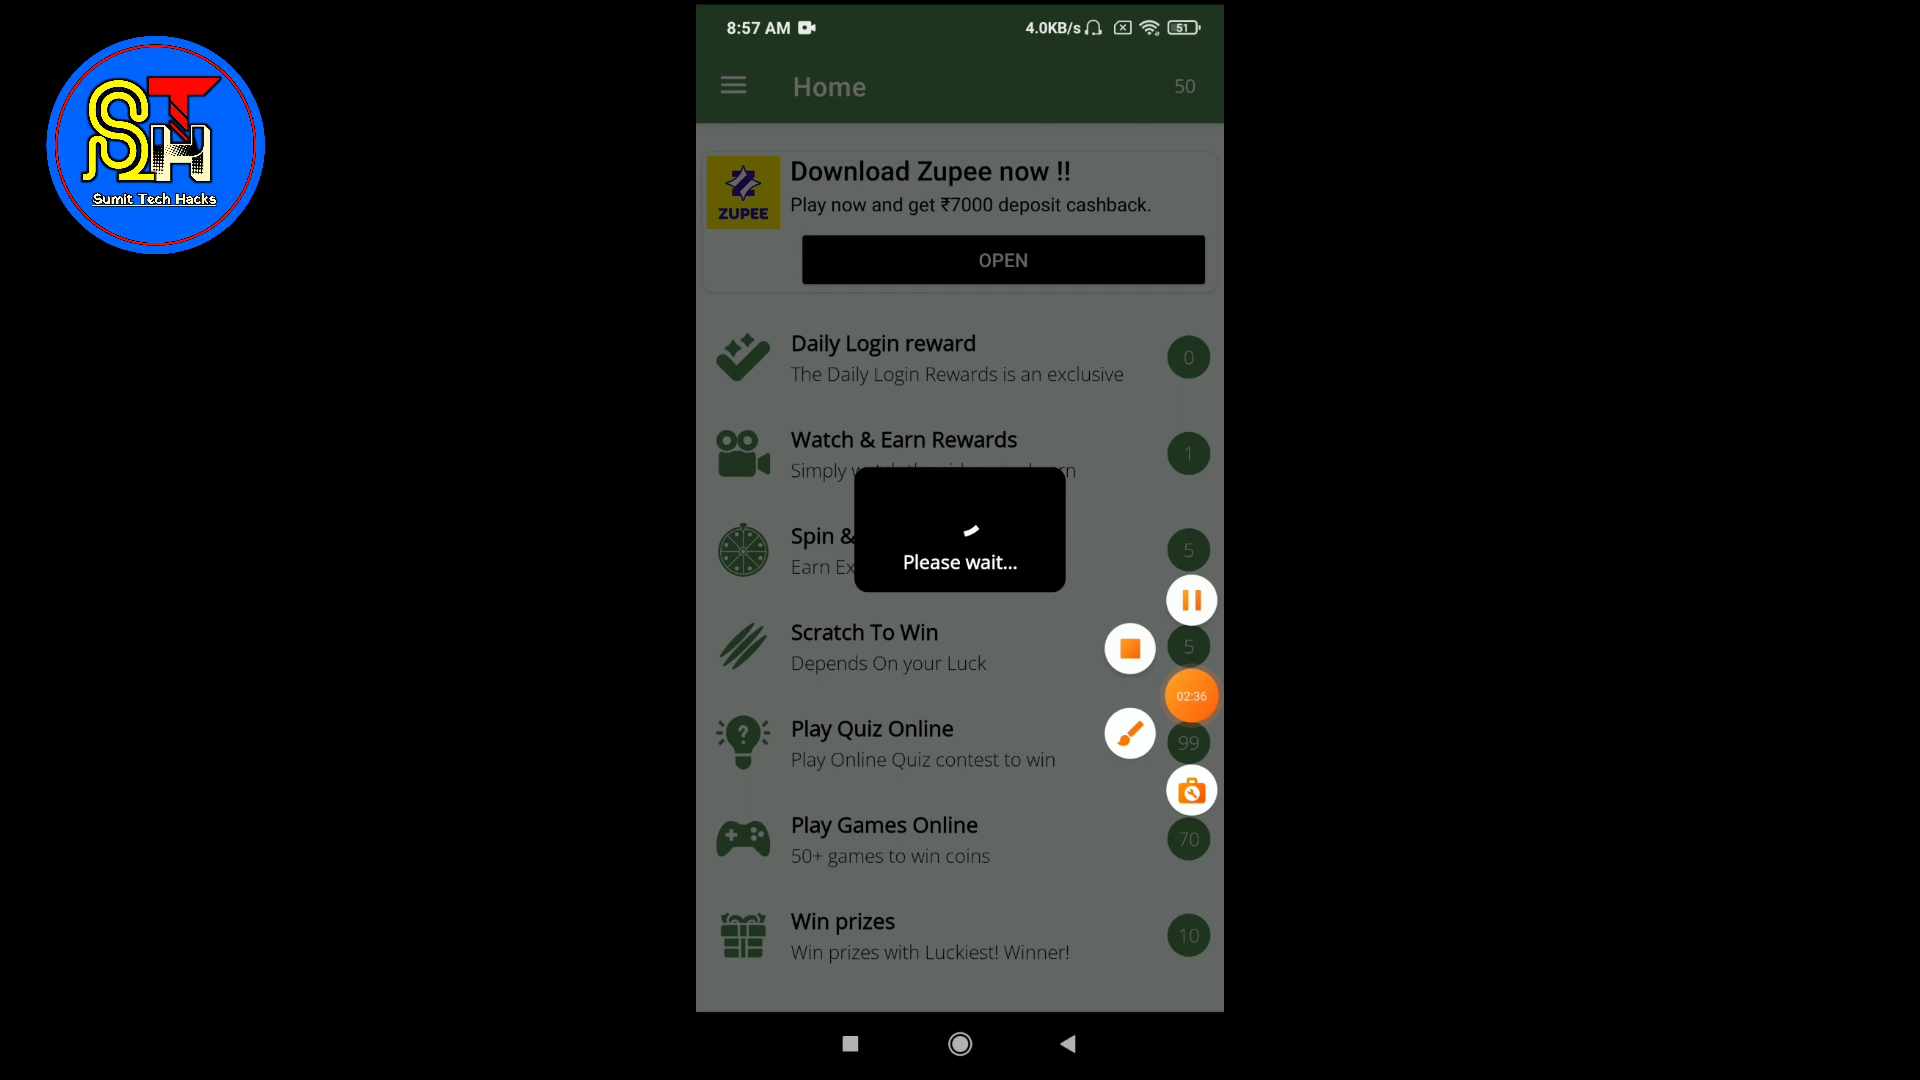 STH
Sumit Tech Hacks
8:57 AM
4.0KB/s
51
Home
50
Download Zupee now !!
ZUPEE
Play now and get ₹7000 deposit cashback.
OPEN
Daily Login reward
The Daily Login Rewards is an exclusive
0
Watch & Earn Rewards
Simply
1
Spin &
5
Please wait...
Scratch To Win
Depends On your Luck
5
02:36
Play Quiz Online
Play Online Quiz contest to win
99
Play Games Online
50+ games to win coins
70
Win prizes
Win prizes with Luckiest! Winner!
10